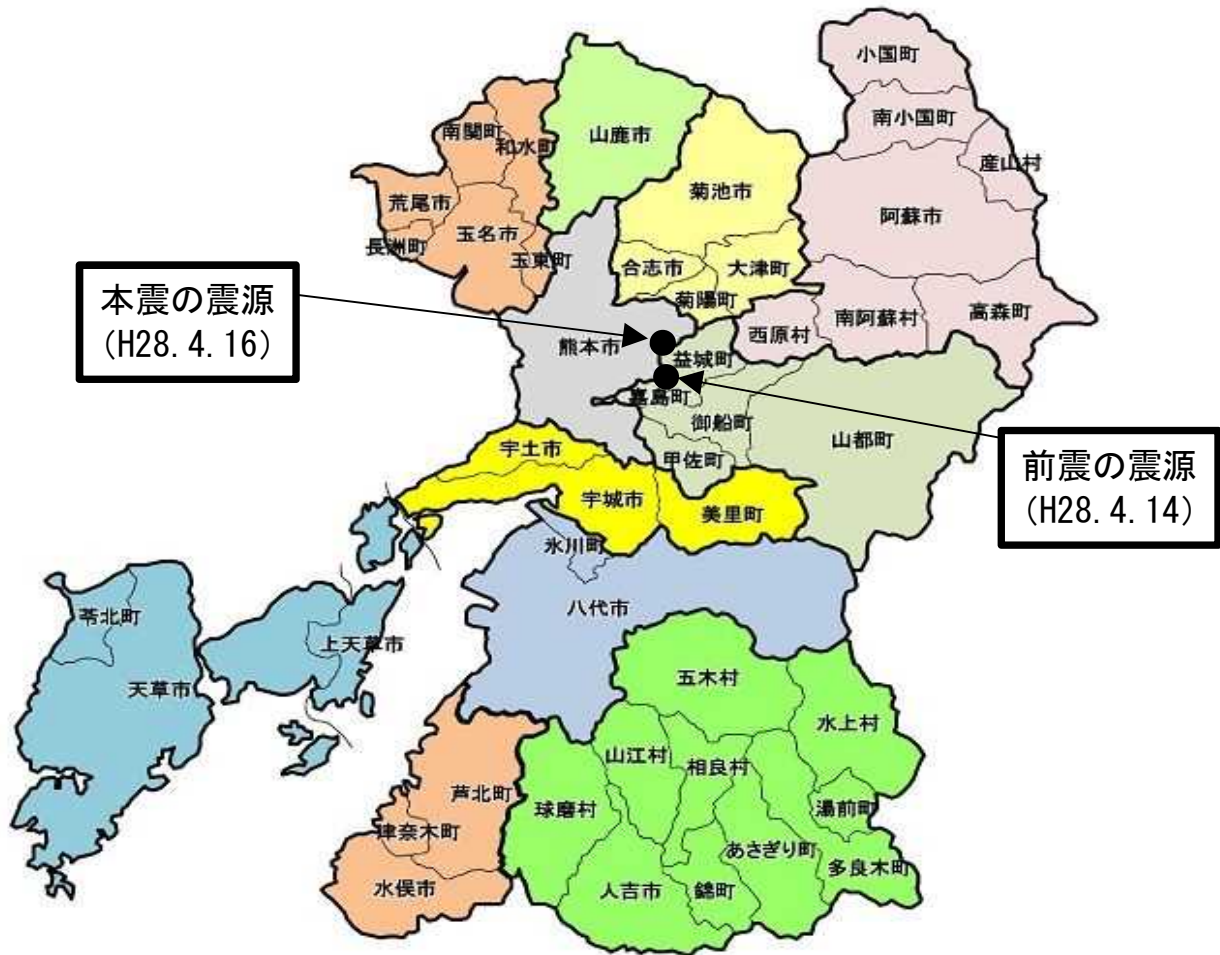 小国町
南小国町
産山村
南関町
和水町
山鹿市
菊池市
荒尾市
玉名市
長洲町
玉東町
阿蘇市
合志市
大津町
菊陽町
本震の震源
(H28.4.16)
熊本市
益城町
西原村
南阿蘇村
高森町
嘉島町
御船町
甲佐町
山都町
前震の震源
(H28.4.14)
宇土市
宇城市
美里町
氷川町
八代市
苓北町
上天草市
天草市
五木村
水上村
山江村
相良村
芦北町
球磨村
湯前町
津奈木町
あさぎり町
多良木町
水俣市
人吉市
錦町